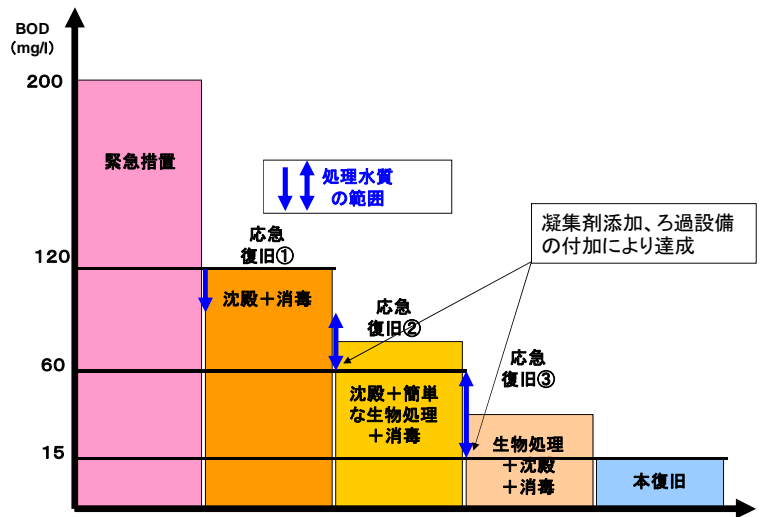 BOD
(mg/l)
200
緊急措置
処理水質
の範囲
凝集剤添加、ろ過設備
の付加により達成
応急
復旧①
120
沈殿＋消毒
応急
復旧②
60
沈殿＋簡単
な生物処理
＋消毒
応急
復旧③
15
生物処理
＋沈殿
＋消毒
本復旧